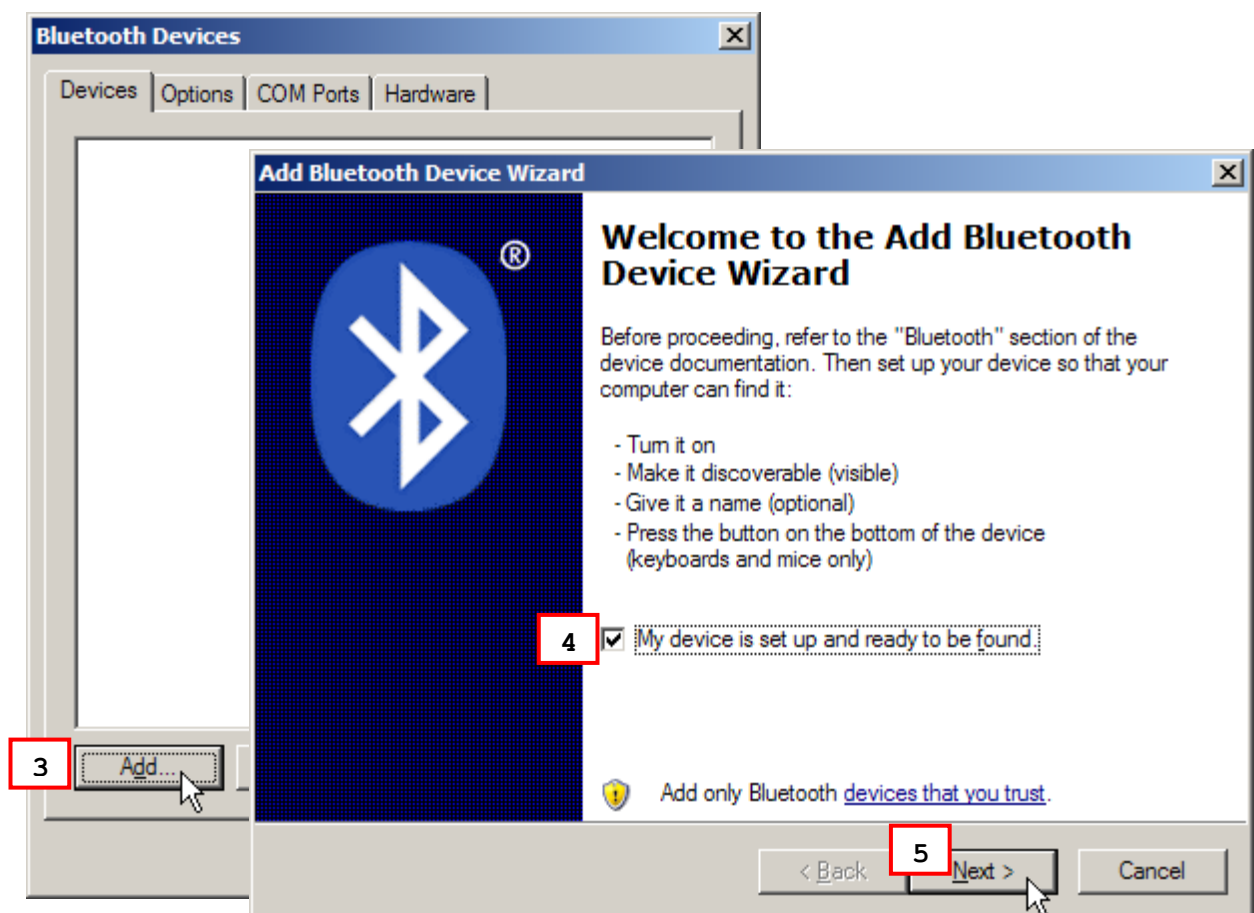 Bluetooth Devices
Devices Options COM Ports Hardware
Add Bluetooth Device Wizard
®
Welcome to the Add Bluetooth
Device Wizard
Before proceeding, refer to the "Bluetooth" section of the
device documentation. Then set up your device so that your
computer can find it:
- Turn it on
- Make it discoverable (visible)
- Give it a name (optional)
- Press the button on the bottom of the device
(keyboards and mice only)
4 My device is set up and ready to be found.
3 Add...
Add only Bluetooth devices that you trust.
< Back 5 Next > Cancel